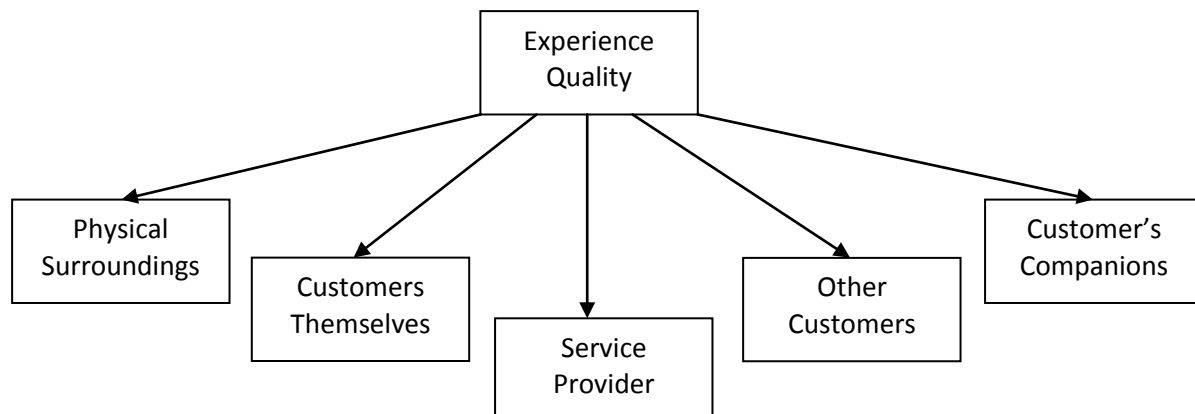 Experience
Quality
Physical
Surroundings
Customers
Themselves
Service
Provider
Other
Customers
Customer’s
Companions